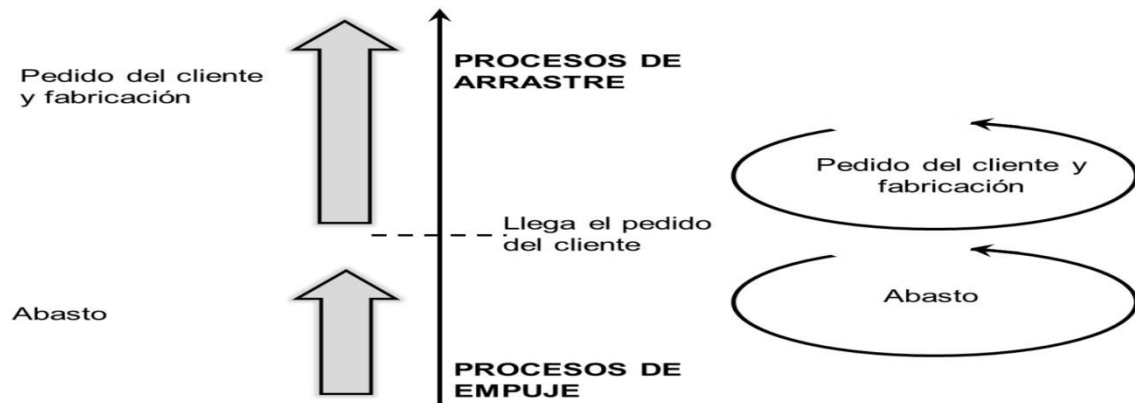 Pedido del cliente
y fabricación
PROCESOS DE
ARRASTRE
Llega el pedido
del cliente
Abasto
PROCESOS DE
EMPUJE
Pedido del cliente y
fabricación
Abasto